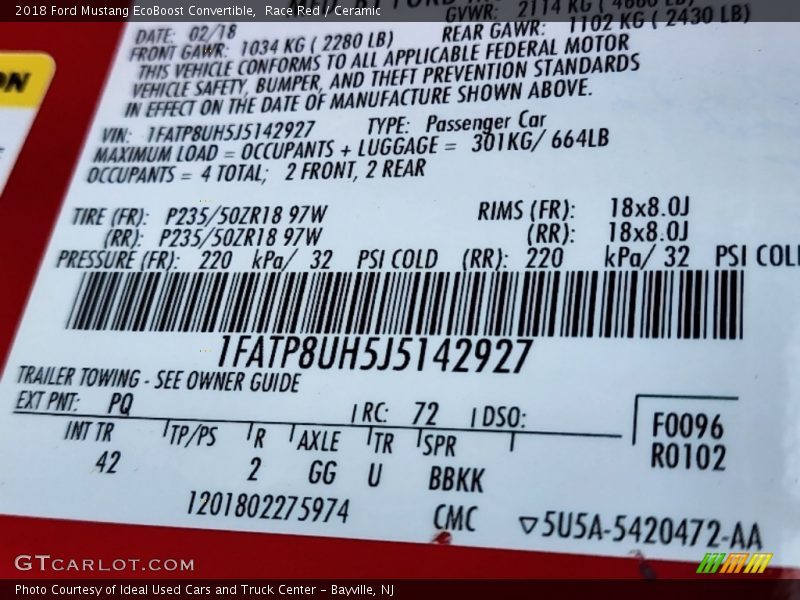 2018 Ford Mustang EcoBoost Convertible, Race Red / Ceramic
DATE: 02/18
GVWR: 2114 KG ( 4660 LB)
FRONT GAWR: 1034 KG ( 2280 LB)
REAR GAWR: 1102 KG ( 2430 LB)
THIS VEHICLE CONFORMS TO ALL APPLICABLE FEDERAL MOTOR
VEHICLE SAFETY, BUMPER, AND THEFT PREVENTION STANDARDS
IN EFFECT ON THE DATE OF MANUFACTURE SHOWN ABOVE.
VIN: 1FATP8UH5J5142927 TYPE: Passenger Car
MAXIMUM LOAD = OCCUPANTS + LUGGAGE = 301KG/ 664LB
OCCUPANTS = 4 TOTAL; 2 FRONT, 2 REAR
TIRE (FR): P235/50ZR18 97W RIMS (FR): 18x8.0J
(RR): P235/50ZR18 97W (RR): 18x8.0J
PRESSURE (FR): 220 kPa/ 32 PSI COLD (RR): 220 kPa/ 32 PSI COL
1FATP8UH5J5142927
TRAILER TOWING - SEE OWNER GUIDE
EXT PNT: PQ RC: 72 DSO:
F0096
R0102
INT TR TP/PS R AXLE TR SPR
42 2 GG U BBKK
1201802275974 CMC ▽5U5A-5420472-AA
GTcarlot.com
Photo Courtesy of Ideal Used Cars and Truck Center – Bayville, NJ